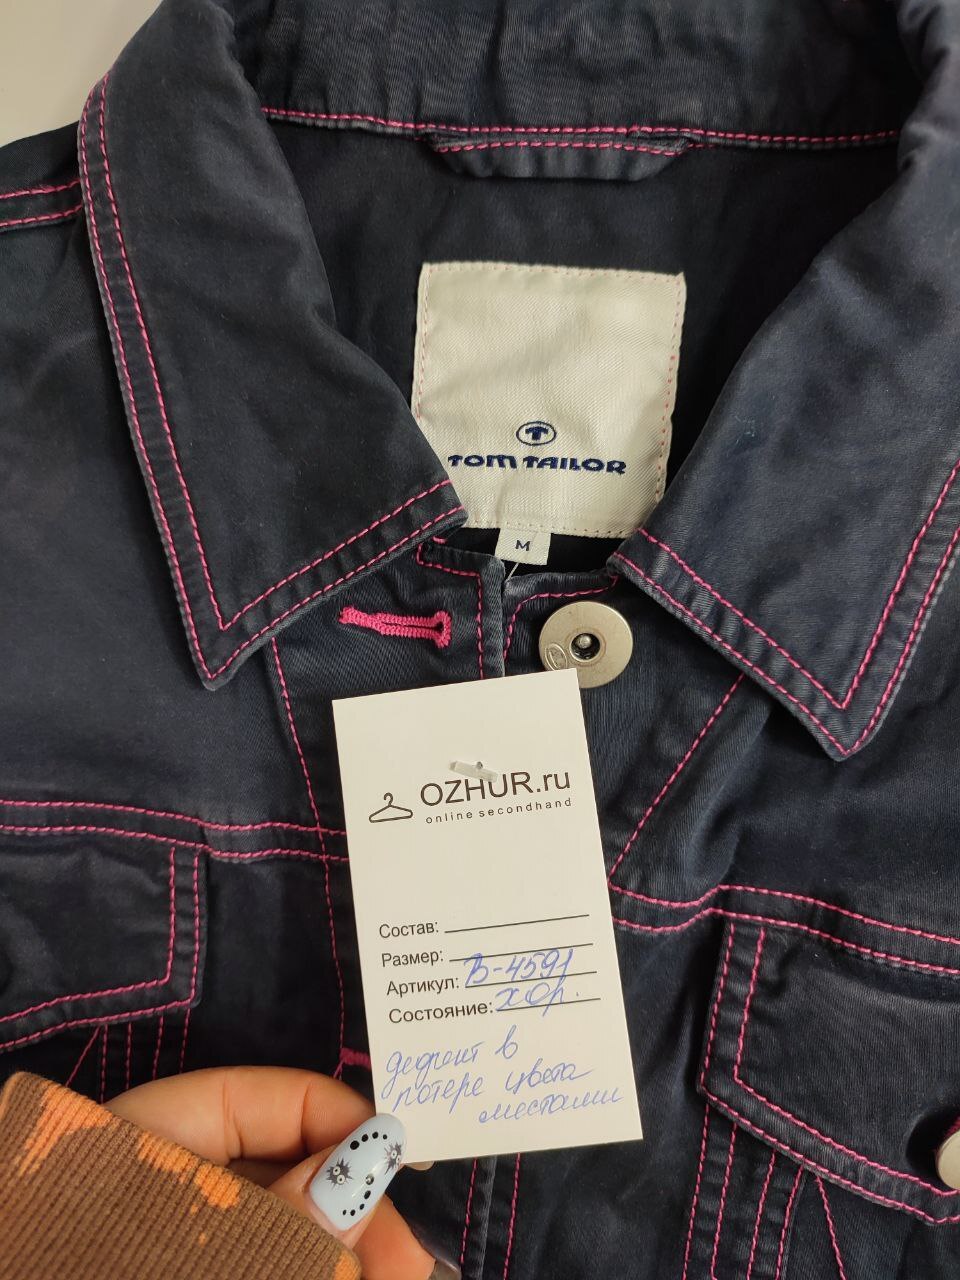 TOM TAILOR
M
OZHUR.ru
online secondhand
Состав:
Размер:
Артикул: В-4591
Состояние: хор.
дефект в
потере цвета
местами